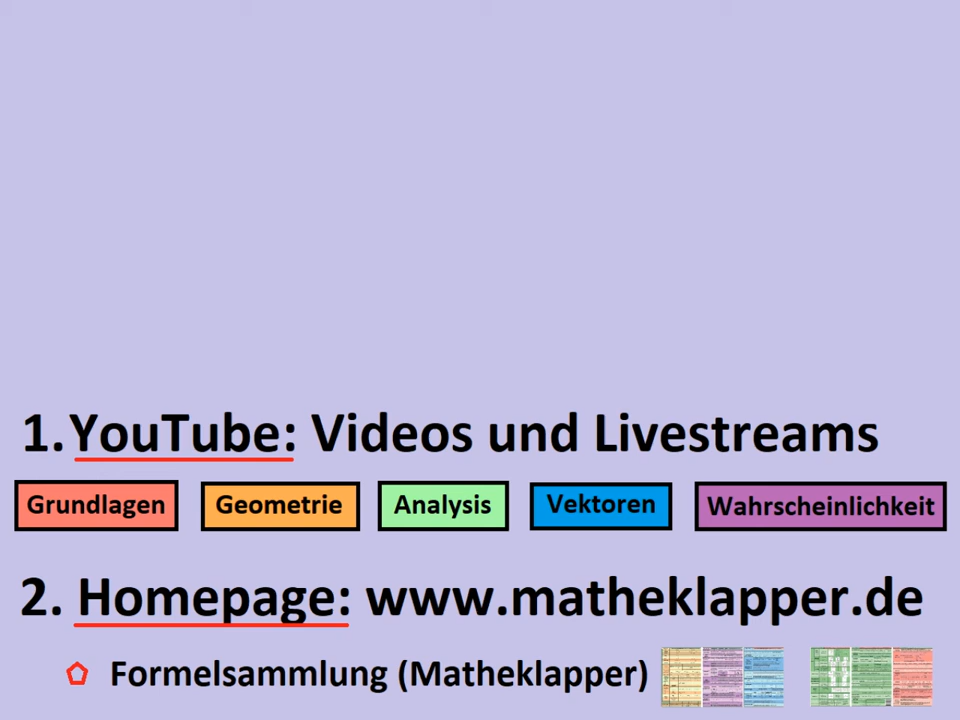 1. YouTube: Videos und Livestreams
Grundlagen Geometrie Analysis Vektoren Wahrscheinlichkeit
2. Homepage: www.matheklapper.de
Formelsammlung (Matheklapper)